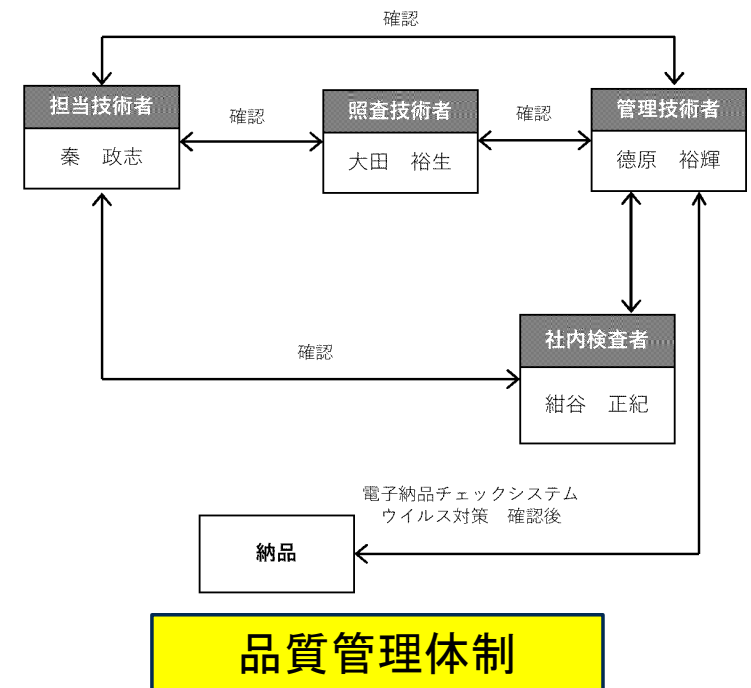 確認
担当技術者
秦　政志
確認
照査技術者
大田　裕生
確認
管理技術者
徳原　裕輝
社内検査者
紺谷　正紀
確認
電子納品チェックシステム
ウイルス対策　確認後
納品
品質管理体制